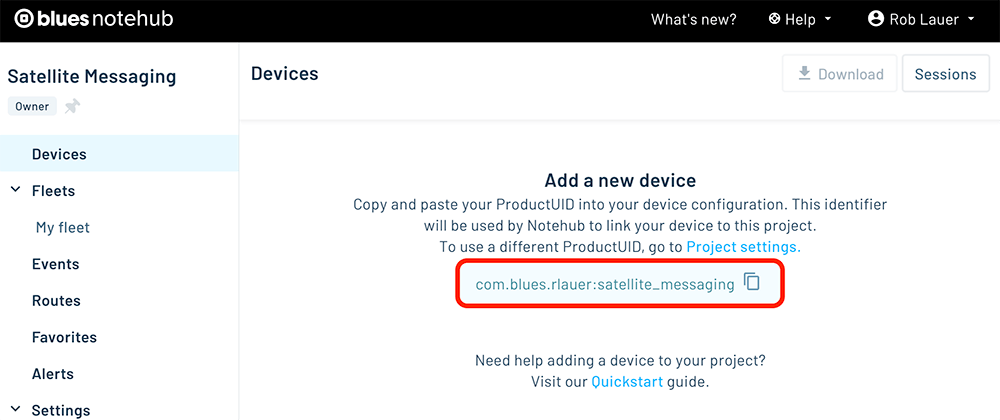 blues notehub
What's new?
Help
Rob Lauer
Satellite Messaging
Owner
Devices
Fleets
My fleet
Events
Routes
Favorites
Alerts
Settings
Devices
Download
Sessions
Add a new device
Copy and paste your ProductUID into your device configuration. This identifier
will be used by Notehub to link your device to this project.
To use a different ProductUID, go to Project settings.
com.blues.rlauer:satellite_messaging
Need help adding a device to your project?
Visit our Quickstart guide.